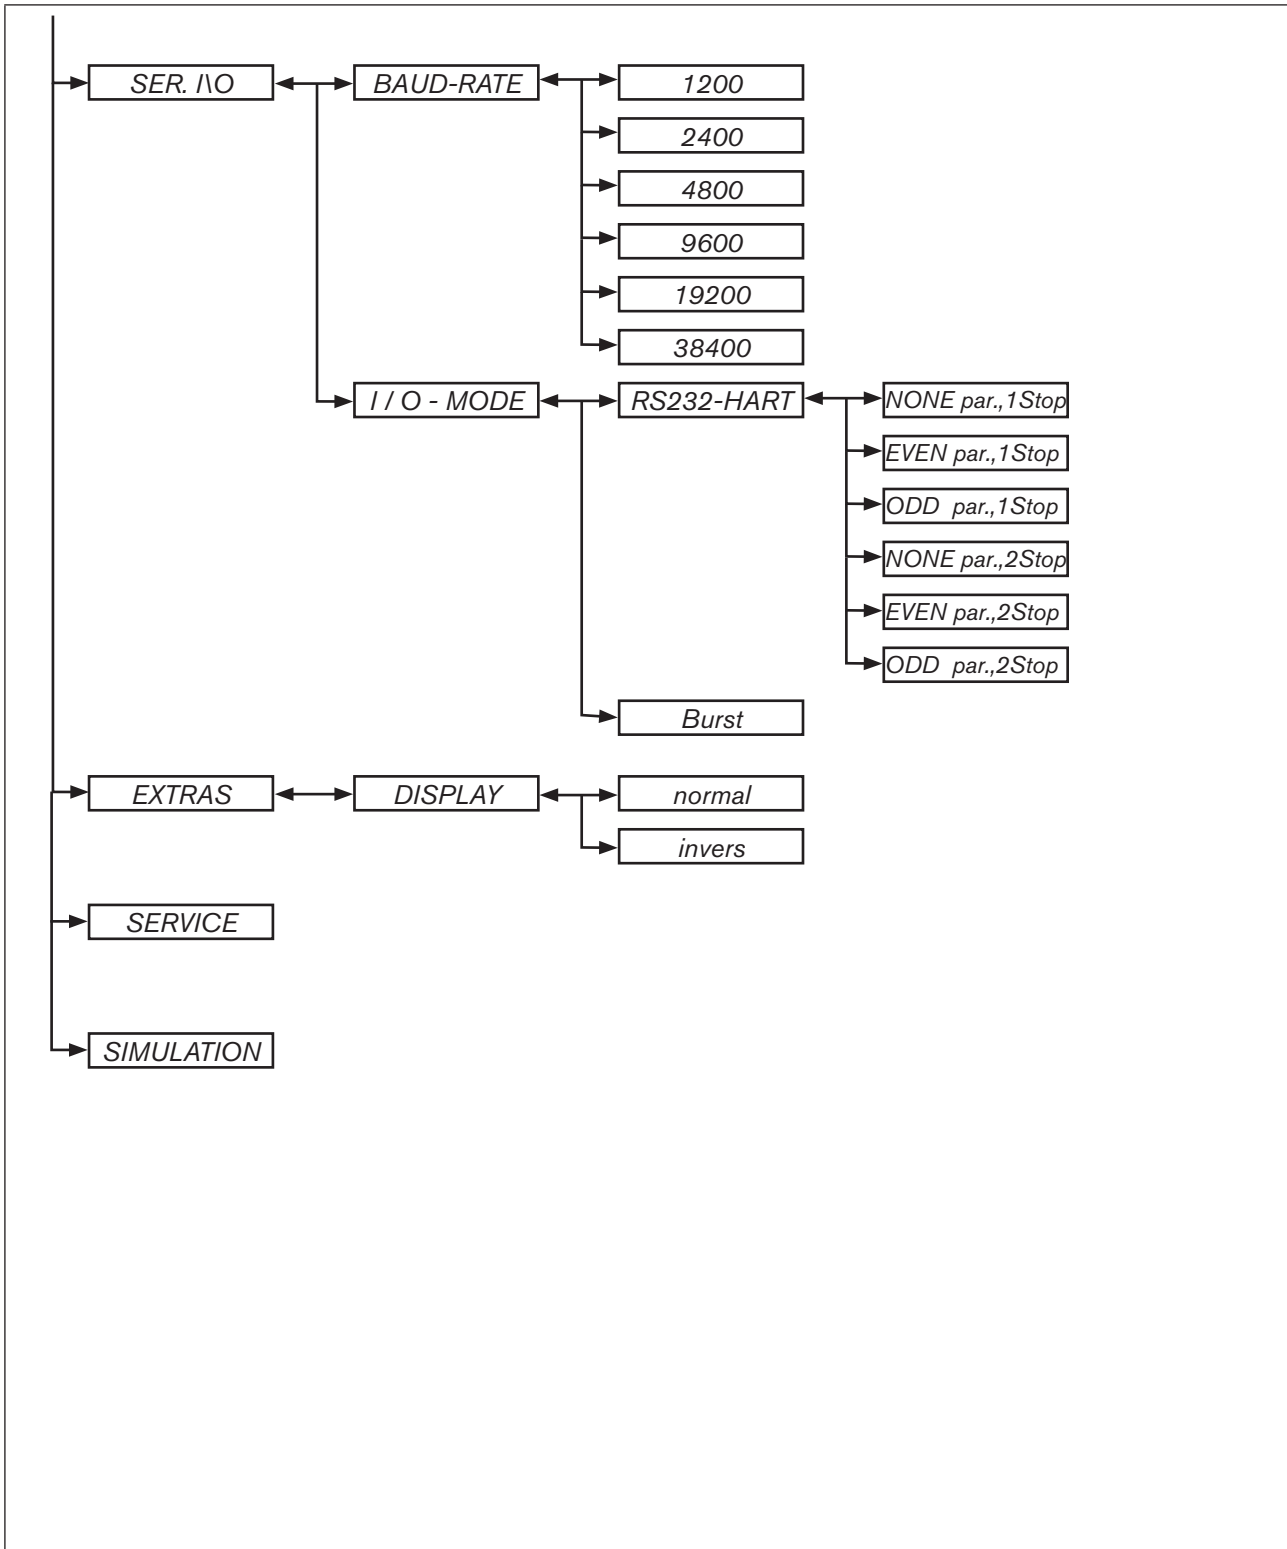 SER. I\O
BAUD-RATE
1200
2400
4800
9600
19200
38400
I / O - MODE
RS232-HART
NONE par.,1Stop
EVEN par.,1Stop
ODD par.,1Stop
NONE par.,2Stop
EVEN par.,2Stop
ODD par.,2Stop
Burst
EXTRAS
DISPLAY
normal
invers
SERVICE
SIMULATION